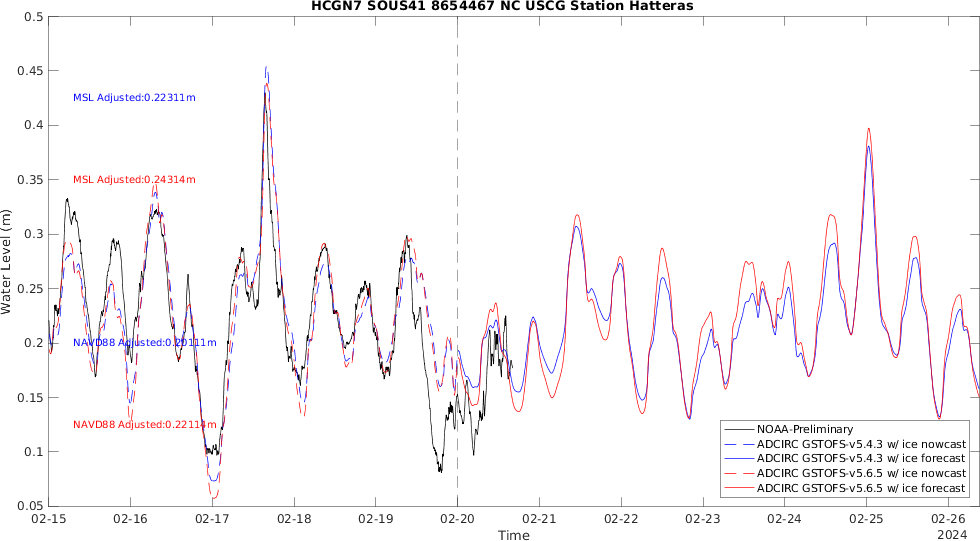 HCGN7 SOUS41 8654467 NC USCG Station Hatteras
0.5
0.45
0.4
0.35
0.3
0.25
0.2
0.15
0.1
0.05
Water Level (m)
MSL Adjusted:0.22311m
MSL Adjusted:0.24314m
NAVD88 Adjusted:0.20111m
NAVD88 Adjusted:0.22114m
NOAA-Preliminary
ADCIRC GSTOFS-v5.4.3 w/ ice nowcast
ADCIRC GSTOFS-v5.4.3 w/ ice forecast
ADCIRC GSTOFS-v5.6.5 w/ ice nowcast
ADCIRC GSTOFS-v5.6.5 w/ ice forecast
02-15 02-16 02-17 02-18 02-19 02-20 02-21 02-22 02-23 02-24 02-25 02-26
Time
2024